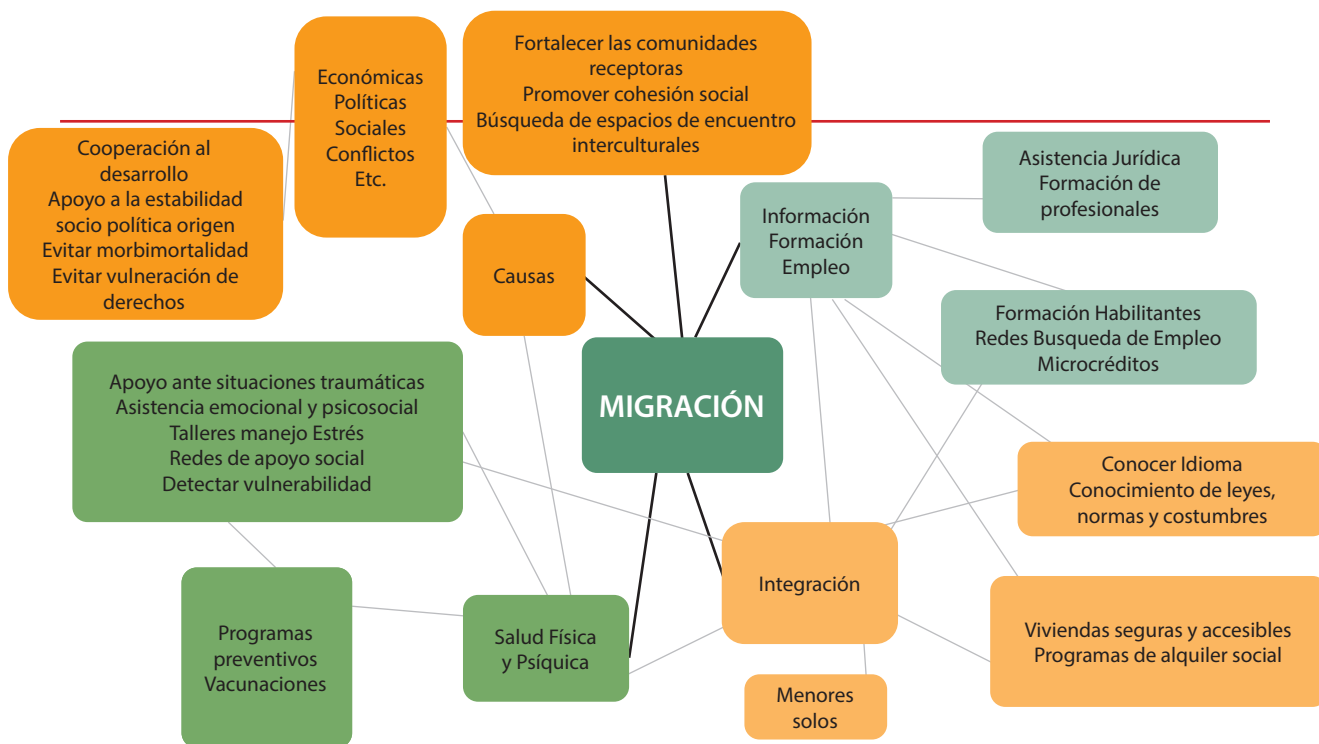 Económicas
Políticas
Sociales
Conflictos
Etc.
Fortalecer las comunidades
receptoras
Promover cohesión social
Búsqueda de espacios de encuentro
interculturales
Cooperación al
desarrollo
Apoyo a la estabilidad
socio política origen
Evitar morbimortalidad
Evitar vulneración de
derechos
Causas
Información
Formación
Empleo
Asistencia Jurídica
Formación de
profesionales
Formación Habilitantes
Redes Busqueda de Empleo
Microcréditos
MIGRACIÓN
Apoyo ante situaciones traumáticas
Asistencia emocional y psicosocial
Talleres manejo Estrés
Redes de apoyo social
Detectar vulnerabilidad
Conocer Idioma
Conocimiento de leyes,
normas y costumbres
Integración
Programas
preventivos
Vacunaciones
Salud Física
y Psíquica
Viviendas seguras y accesibles
Programas de alquiler social
Menores
solos